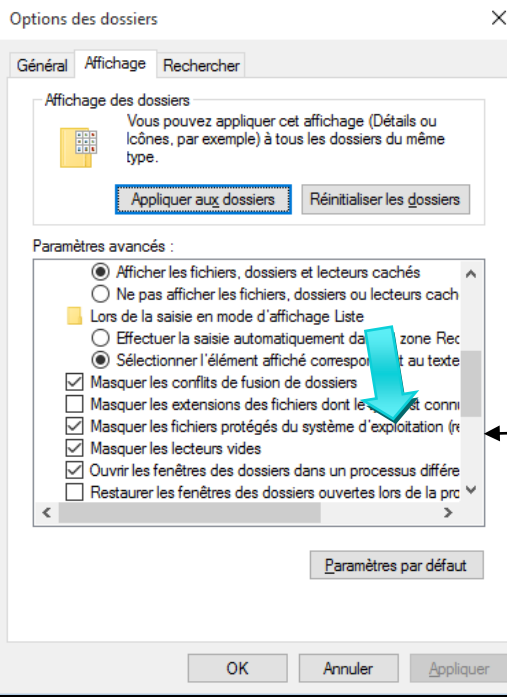 Options des dossiers
Général Affichage Rechercher
Affichage des dossiers
Vous pouvez appliquer cet affichage (Détails ou
Icônes, par exemple) à tous les dossiers du même
type.
Appliquer aux dossiers Réinitialiser les dossiers
Paramètres avancés :
Afficher les fichiers, dossiers et lecteurs cachés
Ne pas afficher les fichiers, dossiers ou lecteurs cach
Lors de la saisie en mode d'affichage Liste
Effectuer la saisie automatiquement zone Rec
Sélectionner l'élément affiché au texte
Masquer les conflits de fusion de dossiers
Masquer les extensions des fichiers dont le est connu
Masquer les fichiers protégés du système d'exploitation (re
Masquer les lecteurs vides
Ouvrir les fenêtres des dossiers dans un processus différe
Restaurer les fenêtres des dossiers ouvertes lors de la pro
Paramètres par défaut
OK Annuler Appliquer